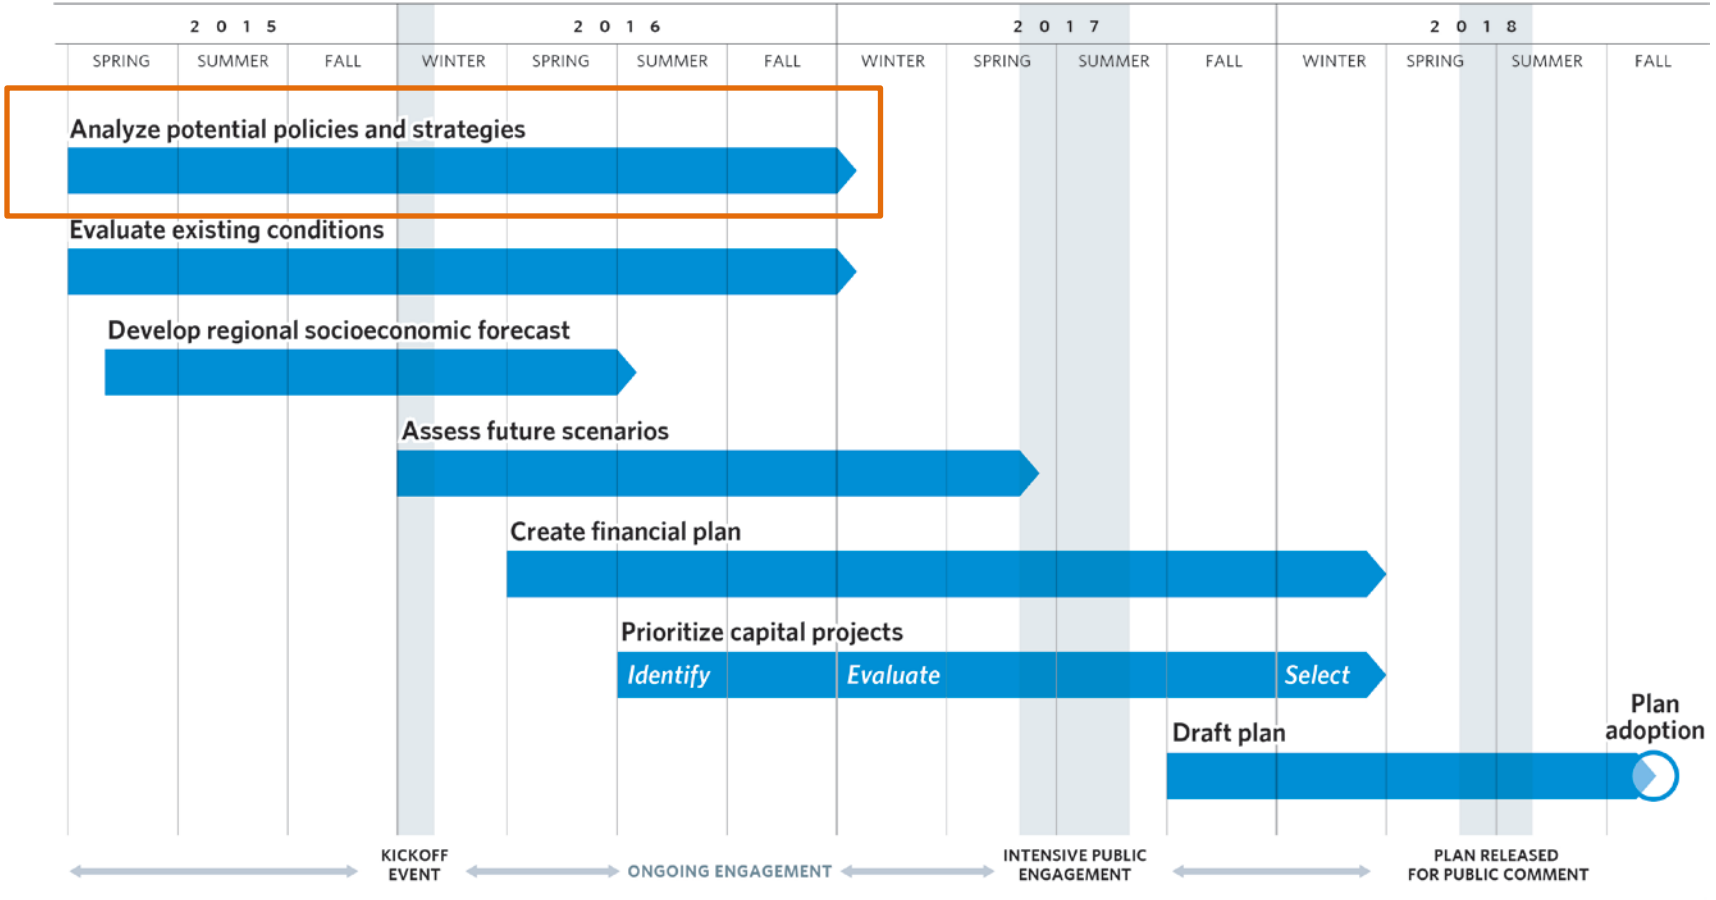 2 0 1 5 2 0 1 6 2 0 1 7 2 0 1 8
SPRING SUMMER FALL WINTER SPRING SUMMER FALL WINTER SPRING SUMMER FALL WINTER SPRING SUMMER FALL
Analyze potential policies and strategies
Evaluate existing conditions
Develop regional socioeconomic forecast
Assess future scenarios
Create financial plan
Prioritize capital projects
Identify Evaluate Select
Draft plan
Plan
adoption
KICKOFF
EVENT
ONGOING ENGAGEMENT
INTENSIVE PUBLIC
ENGAGEMENT
PLAN RELEASED
FOR PUBLIC COMMENT